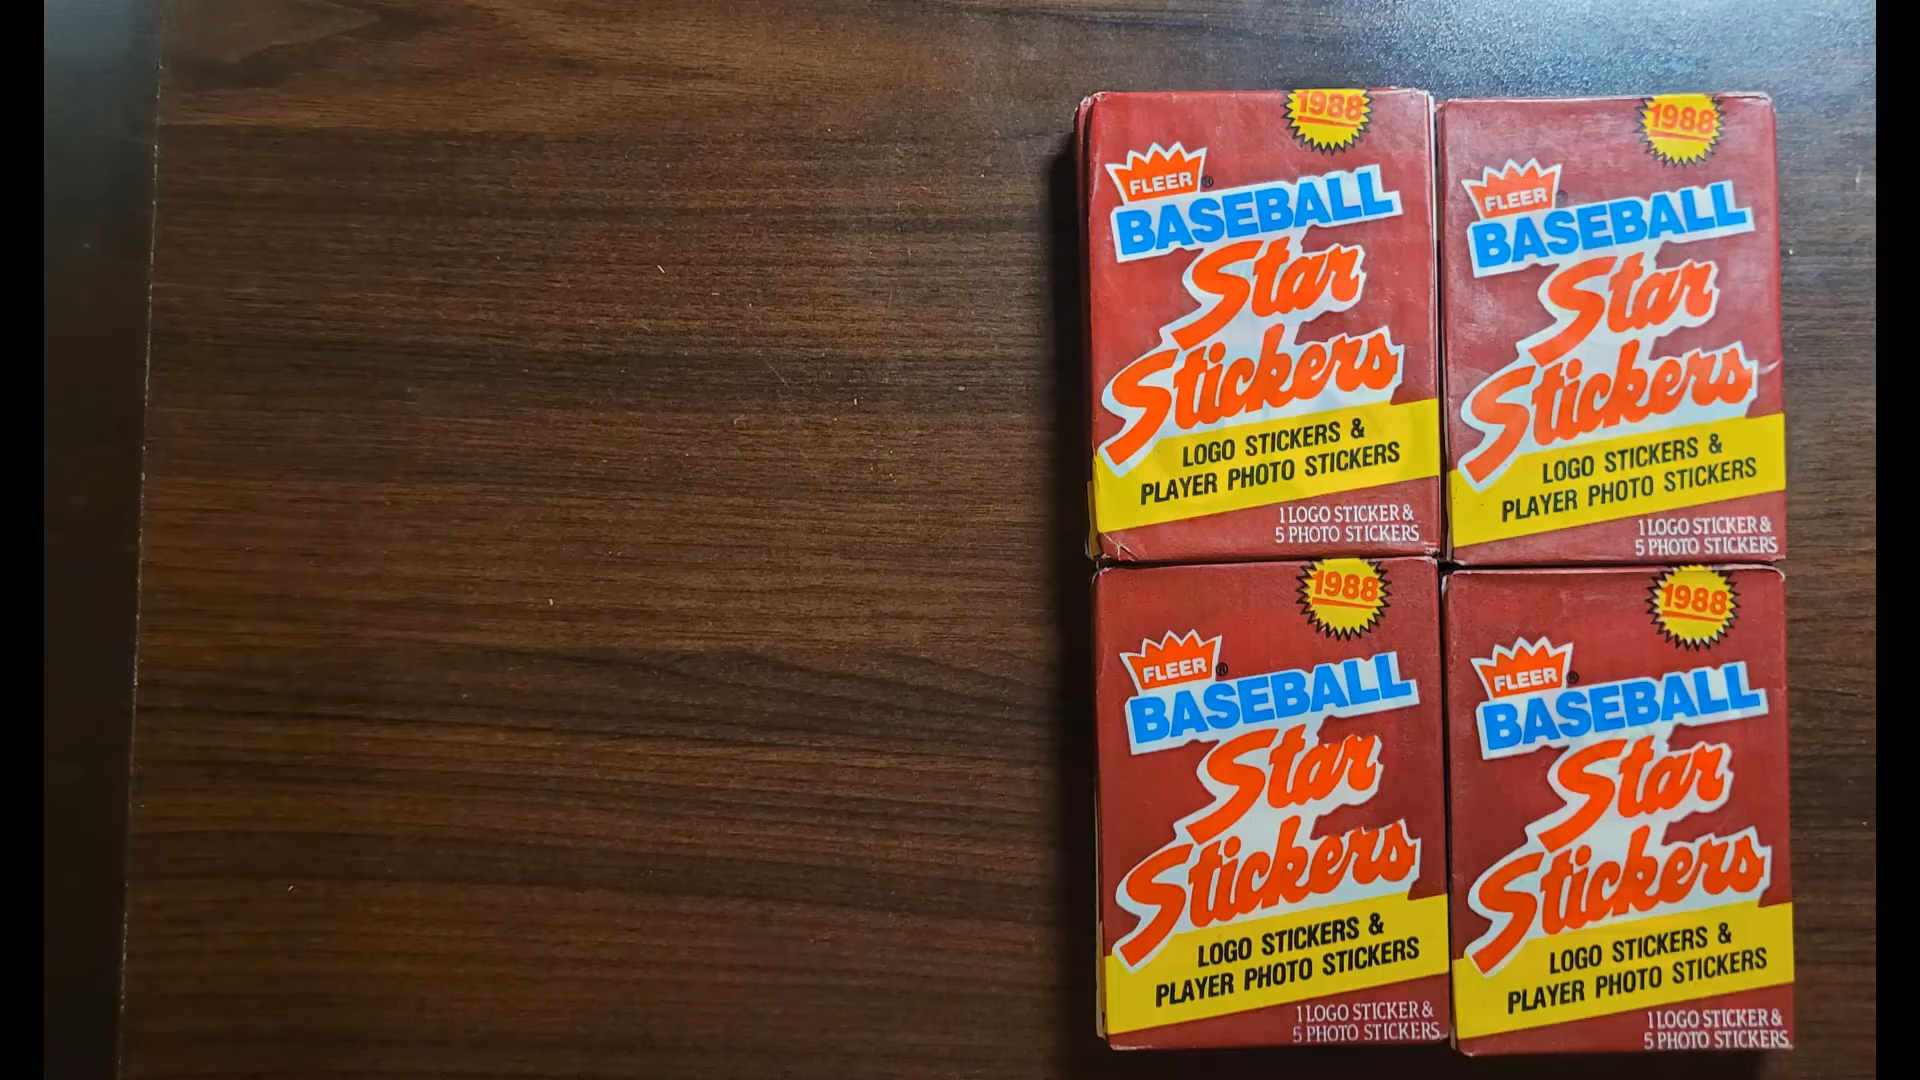 1988
FLEER®
BASEBALL
Star
Stickers
LOGO STICKERS &
PLAYER PHOTO STICKERS
1 LOGO STICKER &
5 PHOTO STICKERS
1988
FLEER®
BASEBALL
Star
Stickers
LOGO STICKERS &
PLAYER PHOTO STICKERS
1 LOGO STICKER &
5 PHOTO STICKERS
1988
FLEER®
BASEBALL
Star
Stickers
LOGO STICKERS &
PLAYER PHOTO STICKERS
1 LOGO STICKER &
5 PHOTO STICKERS
1988
FLEER®
BASEBALL
Star
Stickers
LOGO STICKERS &
PLAYER PHOTO STICKERS
1 LOGO STICKER &
5 PHOTO STICKERS